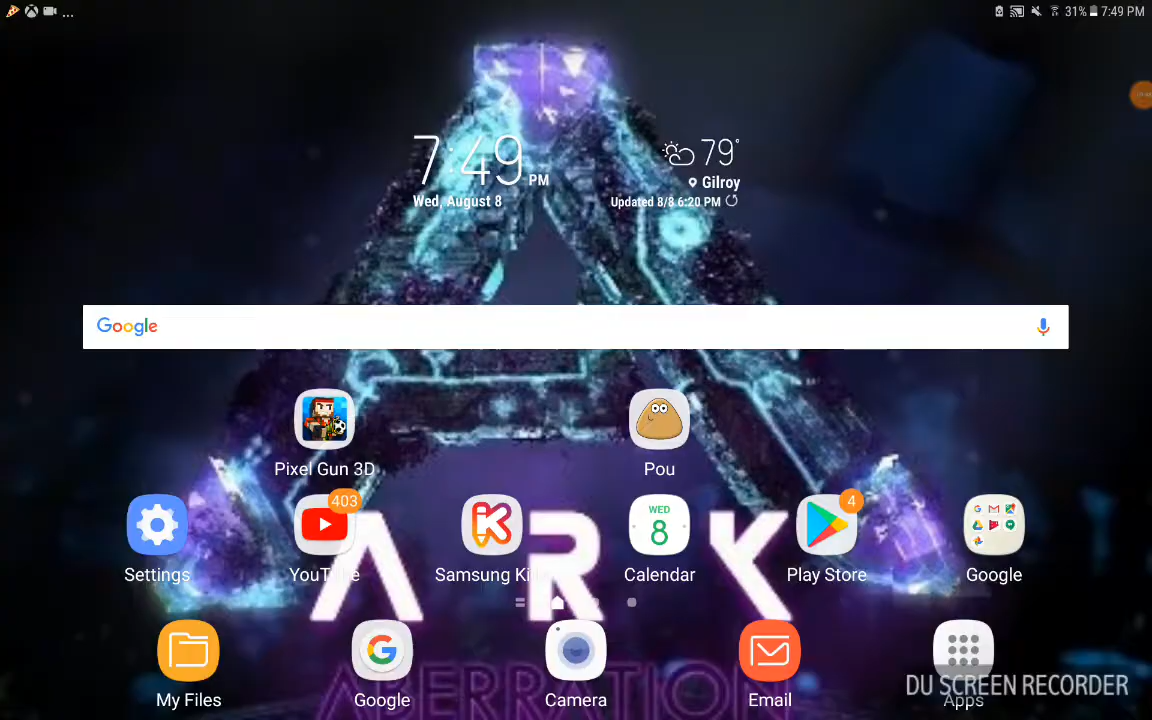 ... 31% 7:49 PM
7:49 PM
79°
Gilroy
Wed, August 8
Updated 8/8 6:20 PM
Google
Pixel Gun 3D
Pou
403
WED
8
4
Settings
YouTube
Samsung Ki
Calendar
Play Store
Google
ARK
My Files
Google
Camera
Email
Apps
ABERRATION
DU SCREEN RECORDER